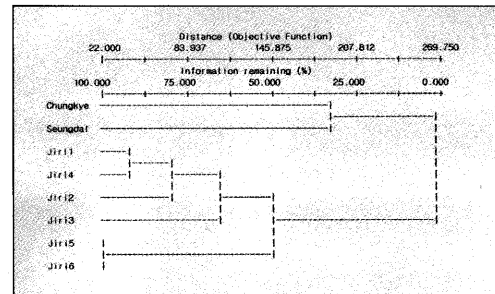 Distance (Objective Function)
22.000 83.937 145.875 207.812 269.750
Information remaining (%)
100.000 75.000 50.000 25.000 0.000
Chungkye
Seungdal
Jiri1
Jiri4
Jiri2
Jiri3
Jiri5
Jiri6